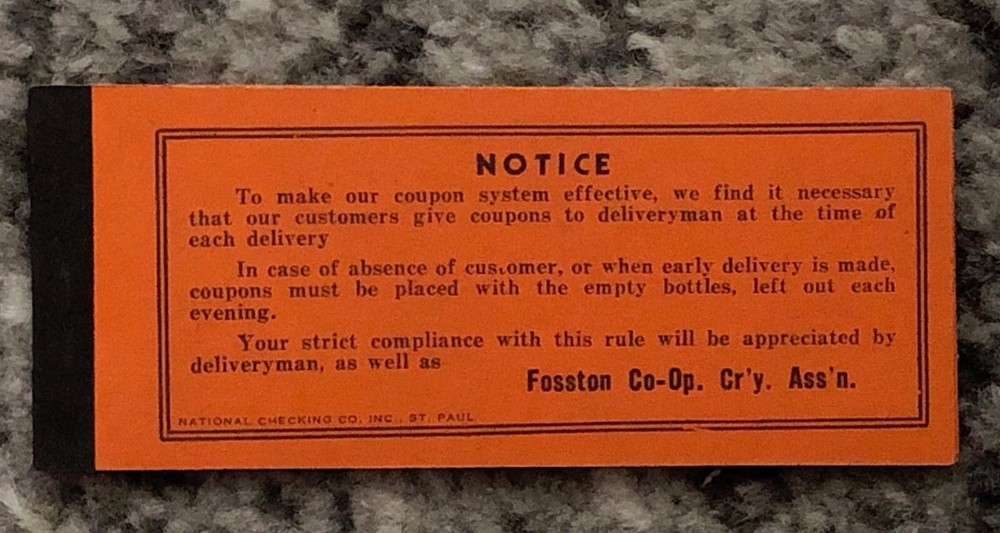 NOTICE
To make our coupon system effective, we find it necessary
that our customers give coupons to deliveryman at the time of
each delivery
In case of absence of customer, or when early delivery is made,
coupons must be placed with the empty bottles, left out each
evening.
Your strict compliance with this rule will be appreciated by
deliveryman, as well as
Fosston Co-Op. Cr'y. Ass'n.
NATIONAL CHECKING CO. INC., ST. PAUL